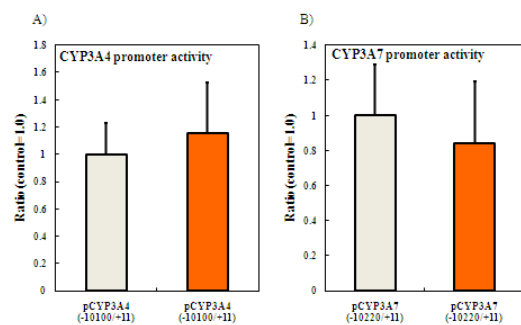 A)
CYP3A4 promoter activity
Ratio (control=1.0)
1.8
1.6
1.4
1.2
1
0.8
0.6
0.4
0.2
0
pCYP3A4
(-10100/+11)
pCYP3A4
(-10100/+11)
B)
CYP3A7 promoter activity
Ratio (control=1.0)
1.4
1.2
1
0.8
0.6
0.4
0.2
0
pCYP3A7
(-10220/+11)
pCYP3A7
(-10220/+11)